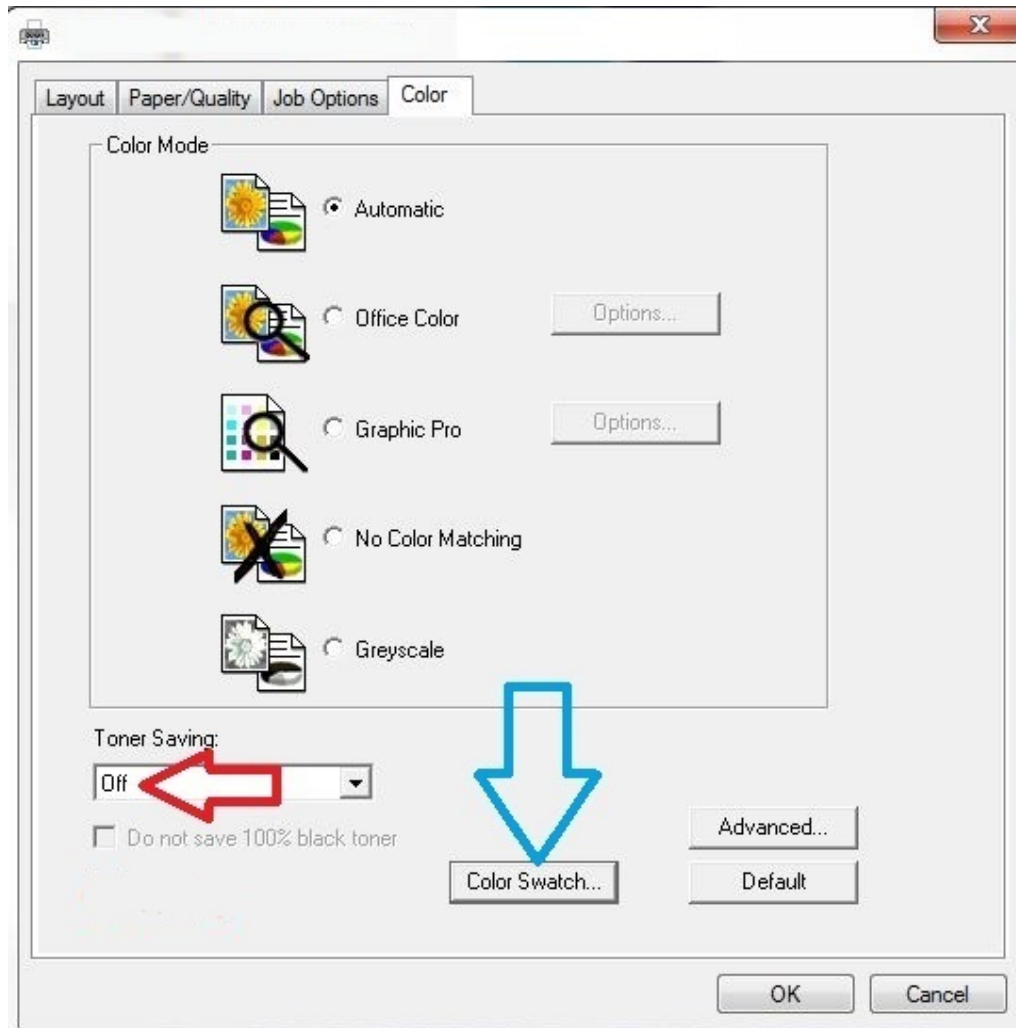 Layout Paper/Quality Job Options Color
Color Mode
Automatic
Office Color Options...
Graphic Pro Options...
No Color Matching
Greyscale
Toner Saving:
Off
Do not save 100% black toner
Advanced...
Color Swatch... Default
OK Cancel